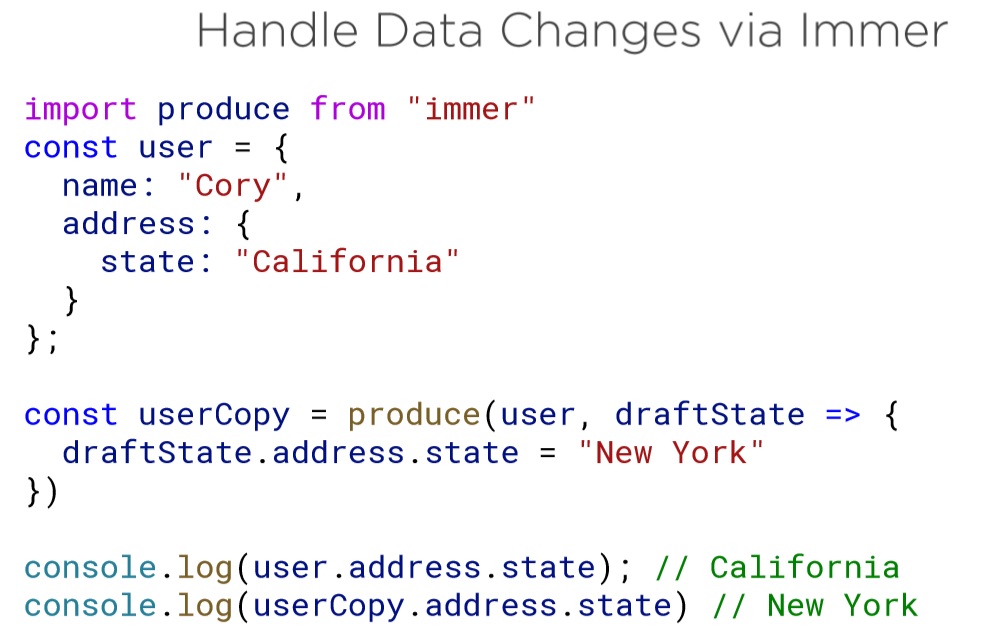 Handle Data Changes via Immer
import produce from "immer"
const user = {
  name: "Cory",
  address: {
    state: "California"
  }
};
const userCopy = produce(user, draftState => {
  draftState.address.state = "New York"
})
console.log(user.address.state); // California
console.log(userCopy.address.state) // New York